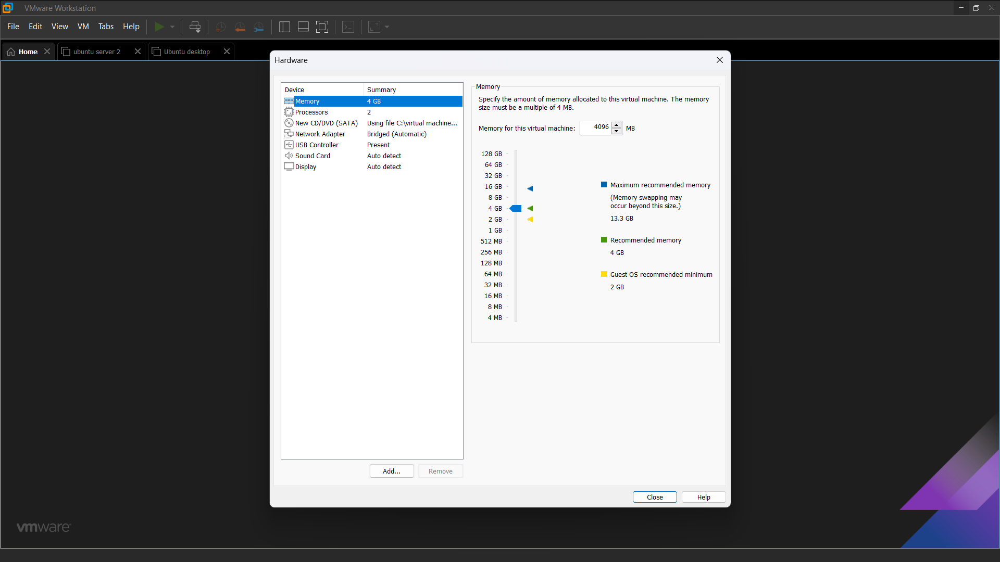 VMware Workstation
File Edit View VM Tabs Help
Home ubuntu server 2 Ubuntu desktop
Hardware
Device Summary
Memory 4 GB
Processors 2
New CD/DVD (SATA) Using file C:\virtual machine...
Network Adapter Bridged (Automatic)
USB Controller Present
Sound Card Auto detect
Display Auto detect
Add... Remove
Memory
Specify the amount of memory allocated to this virtual machine. The memory
size must be a multiple of 4 MB.
Memory for this virtual machine: 4096 MB
128 GB
64 GB
32 GB
16 GB
8 GB
4 GB
2 GB
1 GB
512 MB
256 MB
128 MB
64 MB
32 MB
16 MB
8 MB
4 MB
Maximum recommended memory
(Memory swapping may
occur beyond this size.)
13.3 GB
Recommended memory
4 GB
Guest OS recommended minimum
2 GB
Close Help
vmware